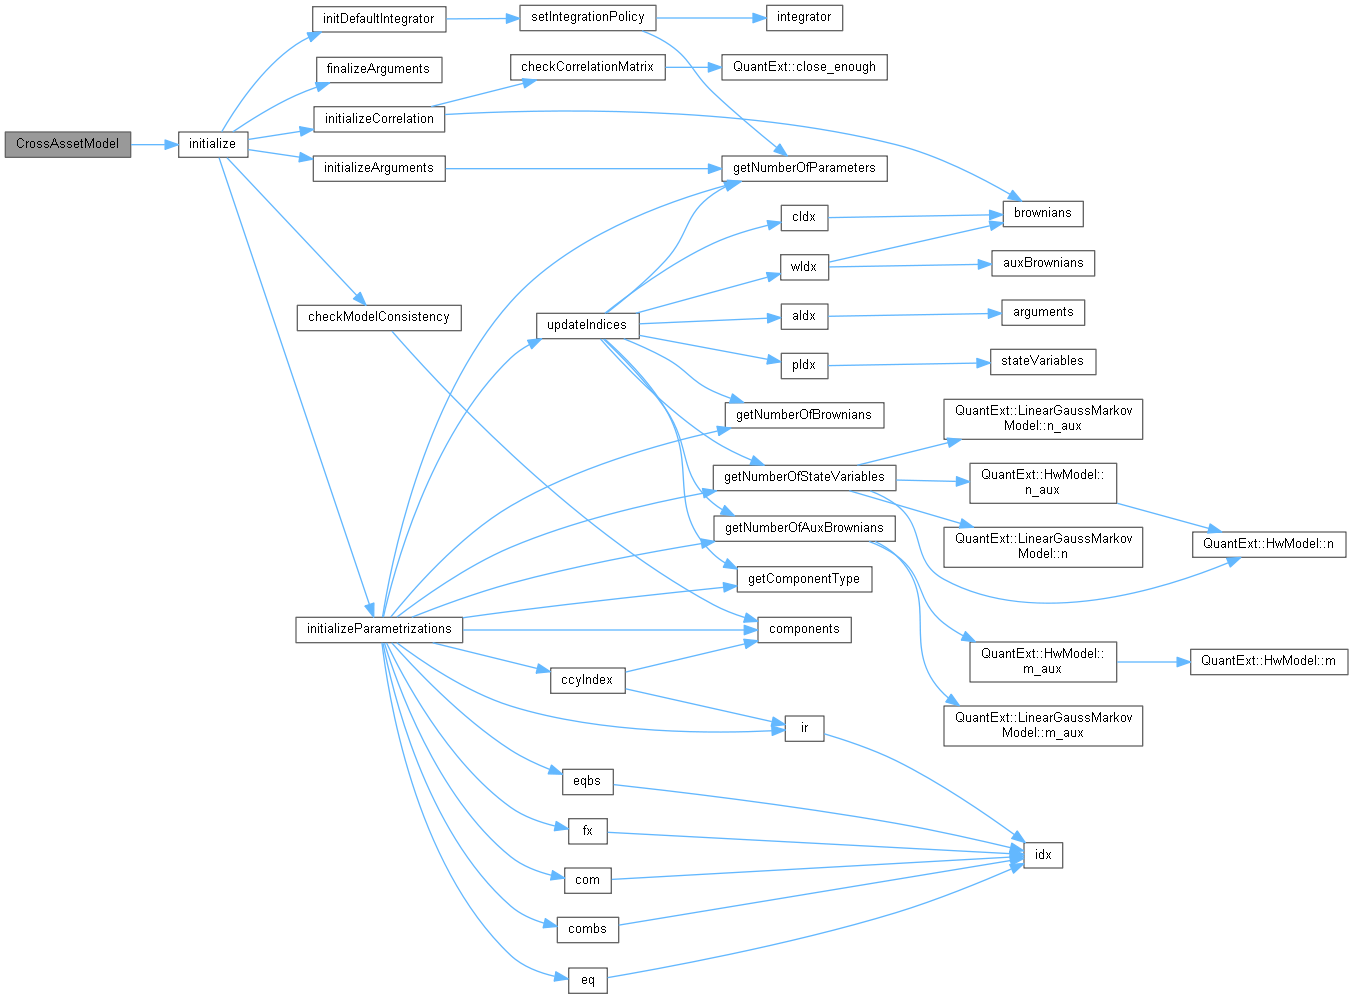 CrossAssetModel
initialize
initDefaultIntegrator
finalizeArguments
initializeCorrelation
initializeArguments
checkModelConsistency
initializeParametrizations
setIntegrationPolicy
checkCorrelationMatrix
updateIndices
ccyIndex
eqbs
fx
com
combs
eq
integrator
QuantExt::close_enough
getNumberOfParameters
cIdx
wIdx
aIdx
pIdx
getNumberOfBrownians
getNumberOfStateVariables
getNumberOfAuxBrownians
getComponentType
components
ir
brownians
auxBrownians
arguments
stateVariables
QuantExt::LinearGaussMarkov
Model::n_aux
QuantExt::HwModel::
n_aux
QuantExt::LinearGaussMarkov
Model::n
QuantExt::HwModel::
m_aux
QuantExt::LinearGaussMarkov
Model::m_aux
idx
QuantExt::HwModel::n
QuantExt::HwModel::m